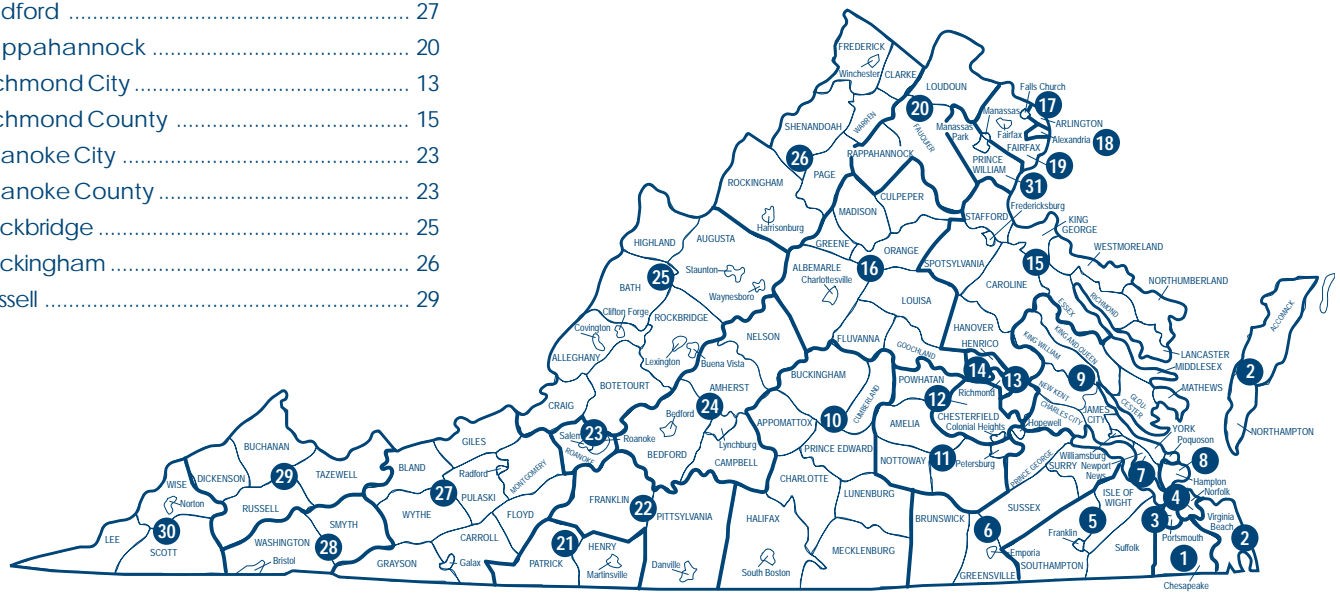 dford ........ 27
ppahannock ........ 20
chmond City ........ 13
chmond County ........ 15
anoke City ........ 23
anoke County ........ 23
ckbridge ........ 25
ckingham ........ 26
ssell ........ 29
FREDERICK
Winchester
CLARKE
LOUDOUN
Falls Church
17
ARLINGTON
Alexandria
18
20
Manassas
Manassas
Park
Fairfax
FAIRFAX
19
SHENANDOAH
WARREN
FAUQUIER
RAPPAHANNOCK
PRINCE
WILLIAM
31
26
PAGE
ROCKINGHAM
Harrisonburg
CULPEPER
MADISON
STAFFORD
Fredericksburg
KING
GEORGE
WESTMORELAND
HIGHLAND
AUGUSTA
GREENE
ORANGE
SPOTSYLVANIA
15
NORTHUMBERLAND
25
BATH
Staunton
Waynesboro
ALBEMARLE
Charlottesville
16
LOUISA
CAROLINE
ESSEX
RICHMOND
ACCOMACK
Clifton Forge
ROCKBRIDGE
Covington
NELSON
FLUVANNA
GOOCHLAND
HANOVER
HENRICO
KING WILLIAM
KING AND QUEEN
LANCASTER
MIDDLESEX
MATHEWS
ALLEGHANY
Lexington
Buena Vista
BOTETOURT
AMHERST
BUCKINGHAM
CUMBERLAND
POWHATAN
14
13
Richmond
NEW KENT
9
2
CRAIG
24
Bedford
Lynchburg
APPOMATTOX
10
12
CHESTERFIELD
Colonial Heights
CHARLES CITY
JAMES
CITY
GLOU-
CESTER
NORTHAMPTON
Salem
23
Roanoke
ROANOKE
BEDFORD
CAMPBELL
PRINCE EDWARD
AMELIA
Hopewell
YORK
Poquoson
BUCHANAN
GILES
BLAND
Radford
MONTGOMERY
NOTTOWAY
11
Petersburg
PRINCE GEORGE
Williamsburg
SURRY
Newport
News
7
8
Hampton
Norfolk
DICKENSON
29
TAZEWELL
WISE
Norton
RUSSELL
27
PULASKI
WYTHE
FLOYD
FRANKLIN
22
PITTSYLVANIA
CHARLOTTE
LUNENBURG
HALIFAX
BRUNSWICK
SUSSEX
ISLE OF
WIGHT
4
Virginia
Beach
LEE
30
SCOTT
WASHINGTON
SMYTH
28
Bristol
GRAYSON
CARROLL
Galax
21
PATRICK
HENRY
Martinsville
Danville
South Boston
MECKLENBURG
6
Emporia
GREENSVILLE
5
Franklin
SOUTHAMPTON
Suffolk
3
Portsmouth
1
2
Chesapeake